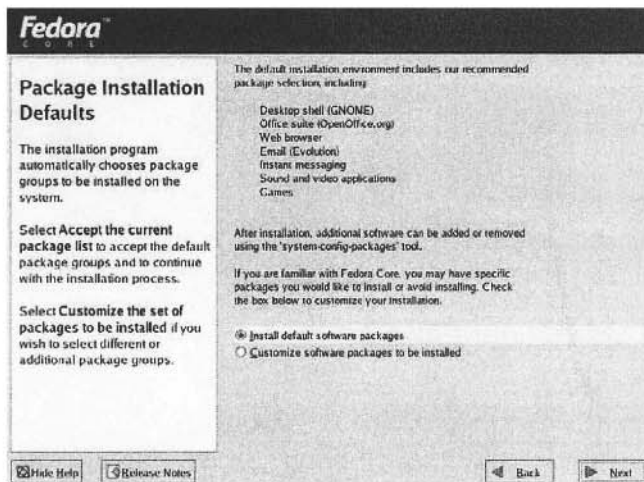 Fedora™
CORE
Package Installation
Defaults
The installation program
automatically chooses package
groups to be installed on the
system.
Select Accept the current
package list to accept the default
package groups and to continue
with the installation process.
Select Customize the set of
packages to be installed if you
wish to select different or
additional package groups.
The default installation environment includes our recommended
package selection, including:
Desktop shell (GNOME)
Office suite (OpenOffice.org)
Web browser
Email (Evolution)
Instant messaging
Sound and video applications
Games
After installation, additional software can be added or removed
using the 'system-config-packages' tool.
If you are familiar with Fedora Core, you may have specific
packages you would like to install or avoid installing. Check
the box below to customize your installation.
Install default software packages
Customize software packages to be installed
Hide Help
Release Notes
Back
Next